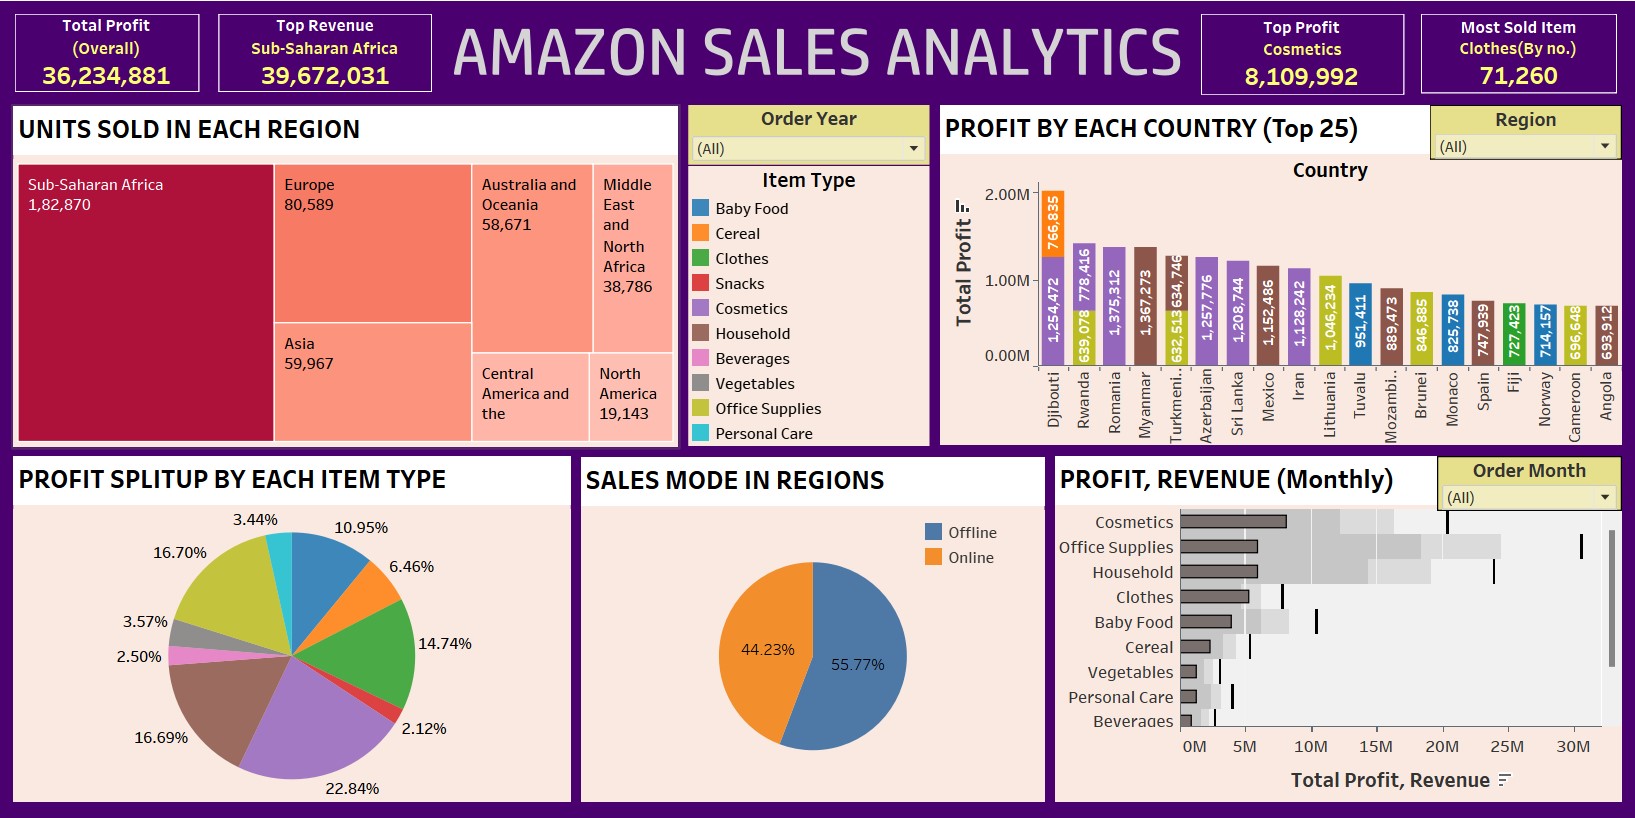 Total Profit
(Overall)
36,234,881
Top Revenue
Sub-Saharan Africa
39,672,031
AMAZON SALES ANALYTICS
Top Profit
Cosmetics
8,109,992
Most Sold Item
Clothes(By no.)
71,260
UNITS SOLD IN EACH REGION
Sub-Saharan Africa
1,82,870
Europe
80,589
Asia
59,967
Australia and
Oceania
58,671
Middle
East
and
North
Africa
38,786
Central
America and
the
North
America
19,143
Order Year
(All)
Item Type
Baby Food
Cereal
Clothes
Snacks
Cosmetics
Household
Beverages
Vegetables
Office Supplies
Personal Care
PROFIT BY EACH COUNTRY (Top 25)
Region
(All)
Country
Total Profit
2.00M
1.00M
0.00M
766,835
1,254,472
778,416
639,078
1,375,312
1,367,273
634,746
632,513
1,257,776
1,208,744
1,152,486
1,128,242
1,046,234
951,411
889,473
846,885
825,738
747,939
727,423
714,157
696,648
693,912
Djibouti
Rwanda
Romania
Myanmar
Turkmeni..
Azerbaijan
Sri Lanka
Mexico
Iran
Lithuania
Tuvalu
Mozambi..
Brunei
Monaco
Spain
Fiji
Norway
Cameroon
Angola
PROFIT SPLITUP BY EACH ITEM TYPE
3.44%
10.95%
16.70%
6.46%
3.57%
14.74%
2.50%
2.12%
16.69%
22.84%
SALES MODE IN REGIONS
Offline
Online
44.23%
55.77%
PROFIT, REVENUE (Monthly)
Order Month
(All)
Cosmetics
Office Supplies
Household
Clothes
Baby Food
Cereal
Vegetables
Personal Care
Beverages
0M 5M 10M 15M 20M 25M 30M
Total Profit, Revenue